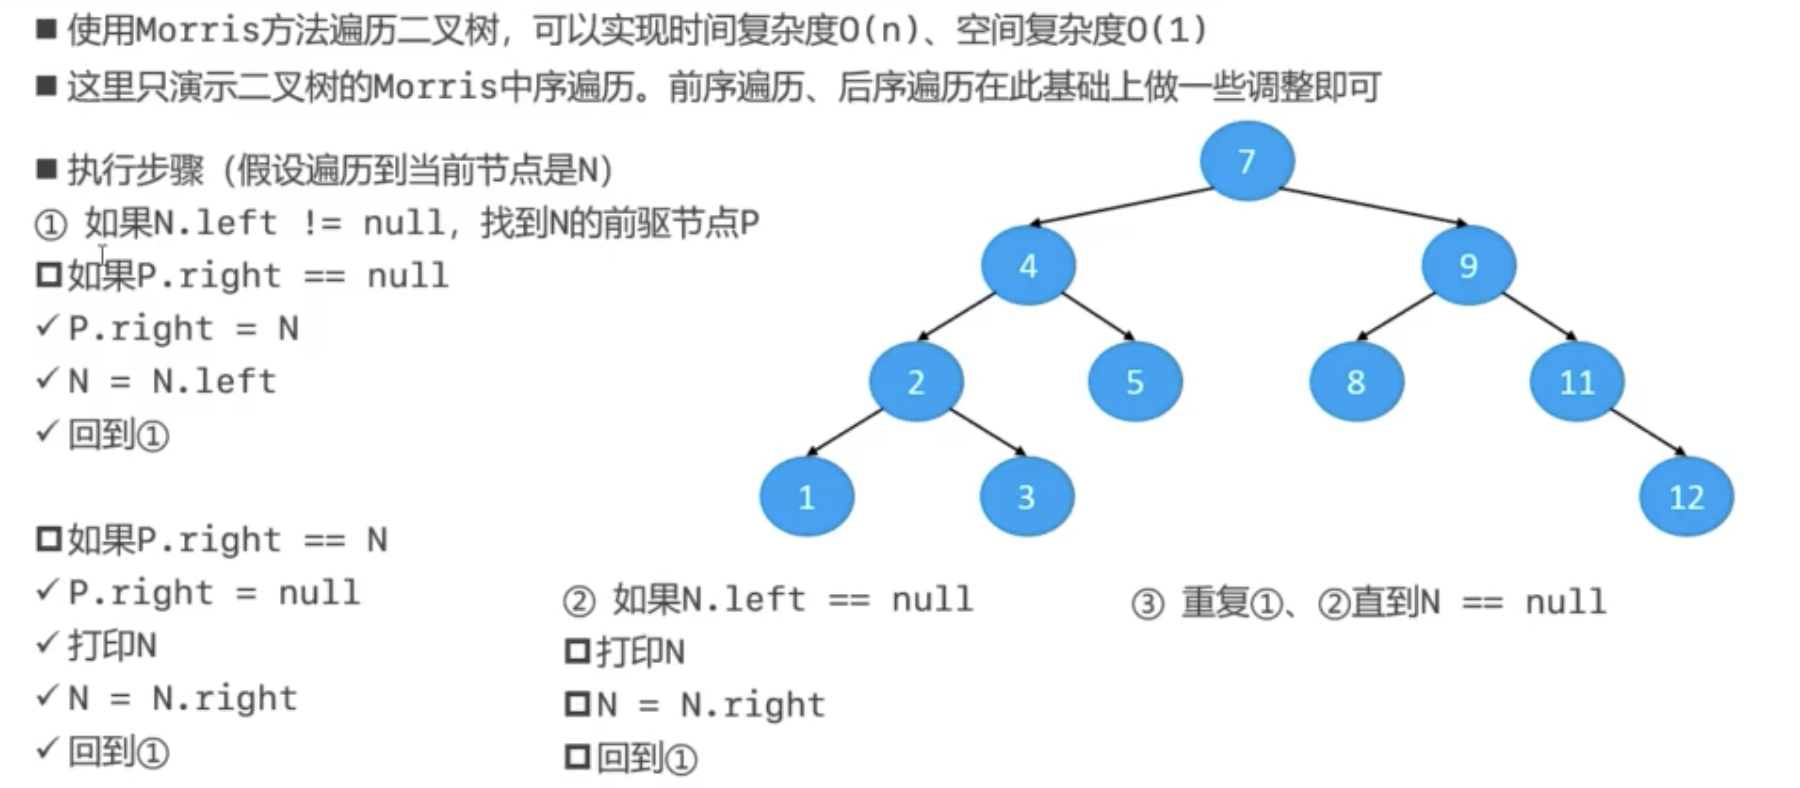 ■ 使用Morris方法遍历二叉树，可以实现时间复杂度O(n)、空间复杂度O(1)
■ 这里只演示二叉树的Morris中序遍历。前序遍历、后序遍历在此基础上做一些调整即可
■ 执行步骤（假设遍历到当前节点是N）
① 如果N.left != null，找到N的前驱节点P
□ 如果P.right == null
✓ P.right = N
✓ N = N.left
✓ 回到①
□ 如果P.right == N
✓ P.right = null
✓ 打印N
✓ N = N.right
✓ 回到①
② 如果N.left == null
□ 打印N
□ N = N.right
□ 回到①
③ 重复①、②直到N == null
7
4 9
2 5 8 11
1 3 12